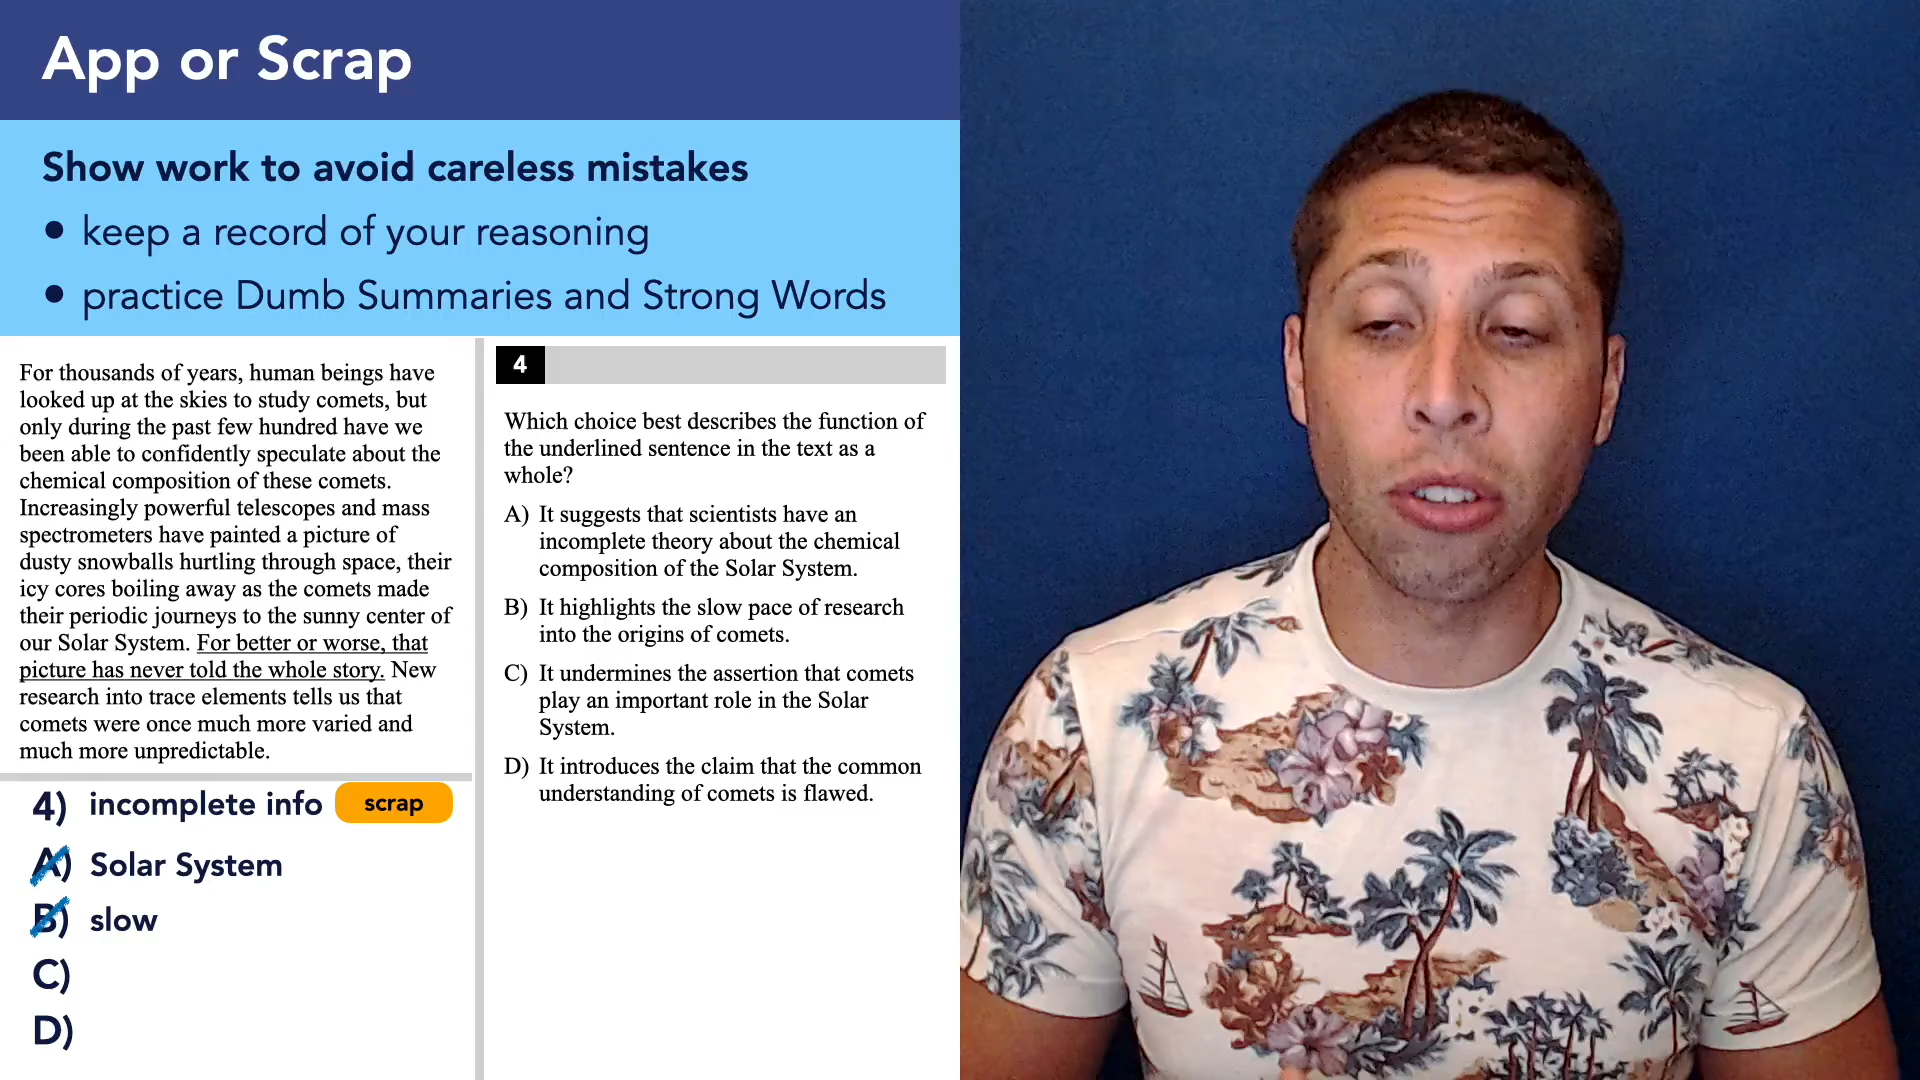 App or Scrap
Show work to avoid careless mistakes
• keep a record of your reasoning
• practice Dumb Summaries and Strong Words
For thousands of years, human beings have
looked up at the skies to study comets, but
only during the past few hundred have we
been able to confidently speculate about the
chemical composition of these comets.
Increasingly powerful telescopes and mass
spectrometers have painted a picture of
dusty snowballs hurtling through space, their
icy cores boiling away as the comets made
their periodic journeys to the sunny center of
our Solar System. For better or worse, that
picture has never told the whole story. New
research into trace elements tells us that
comets were once much more varied and
much more unpredictable.
4
Which choice best describes the function of
the underlined sentence in the text as a
whole?
A) It suggests that scientists have an
incomplete theory about the chemical
composition of the Solar System.
B) It highlights the slow pace of research
into the origins of comets.
C) It undermines the assertion that comets
play an important role in the Solar
System.
D) It introduces the claim that the common
understanding of comets is flawed.
4) incomplete info scrap
A) Solar System
B) slow
C)
D)